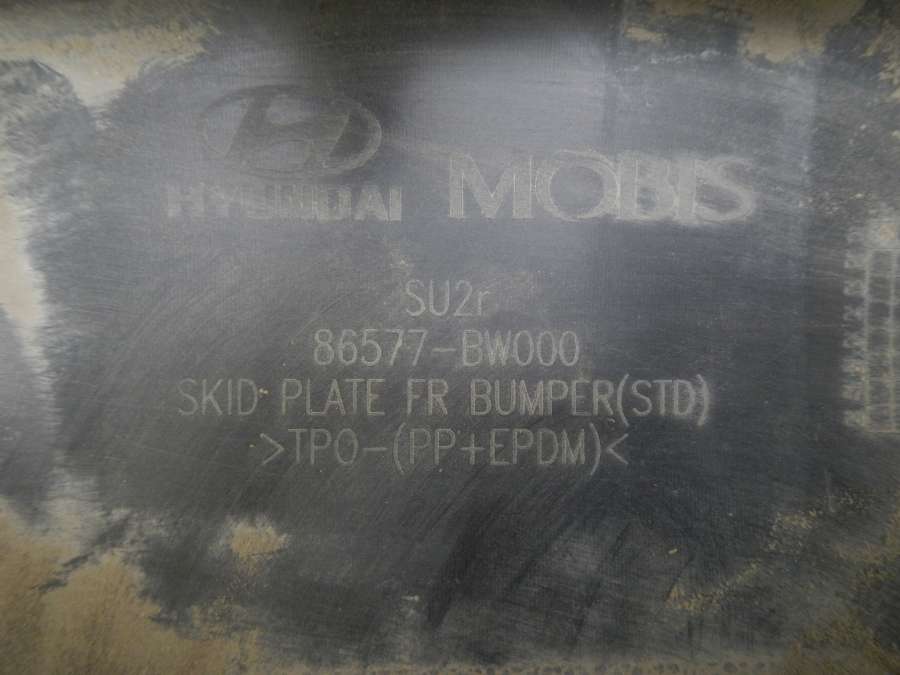 HYUNDAI MOBIS
SU2r
86577-BW000
SKID PLATE FR BUMPER(STD)
>TPO-(PP+EPDM)<